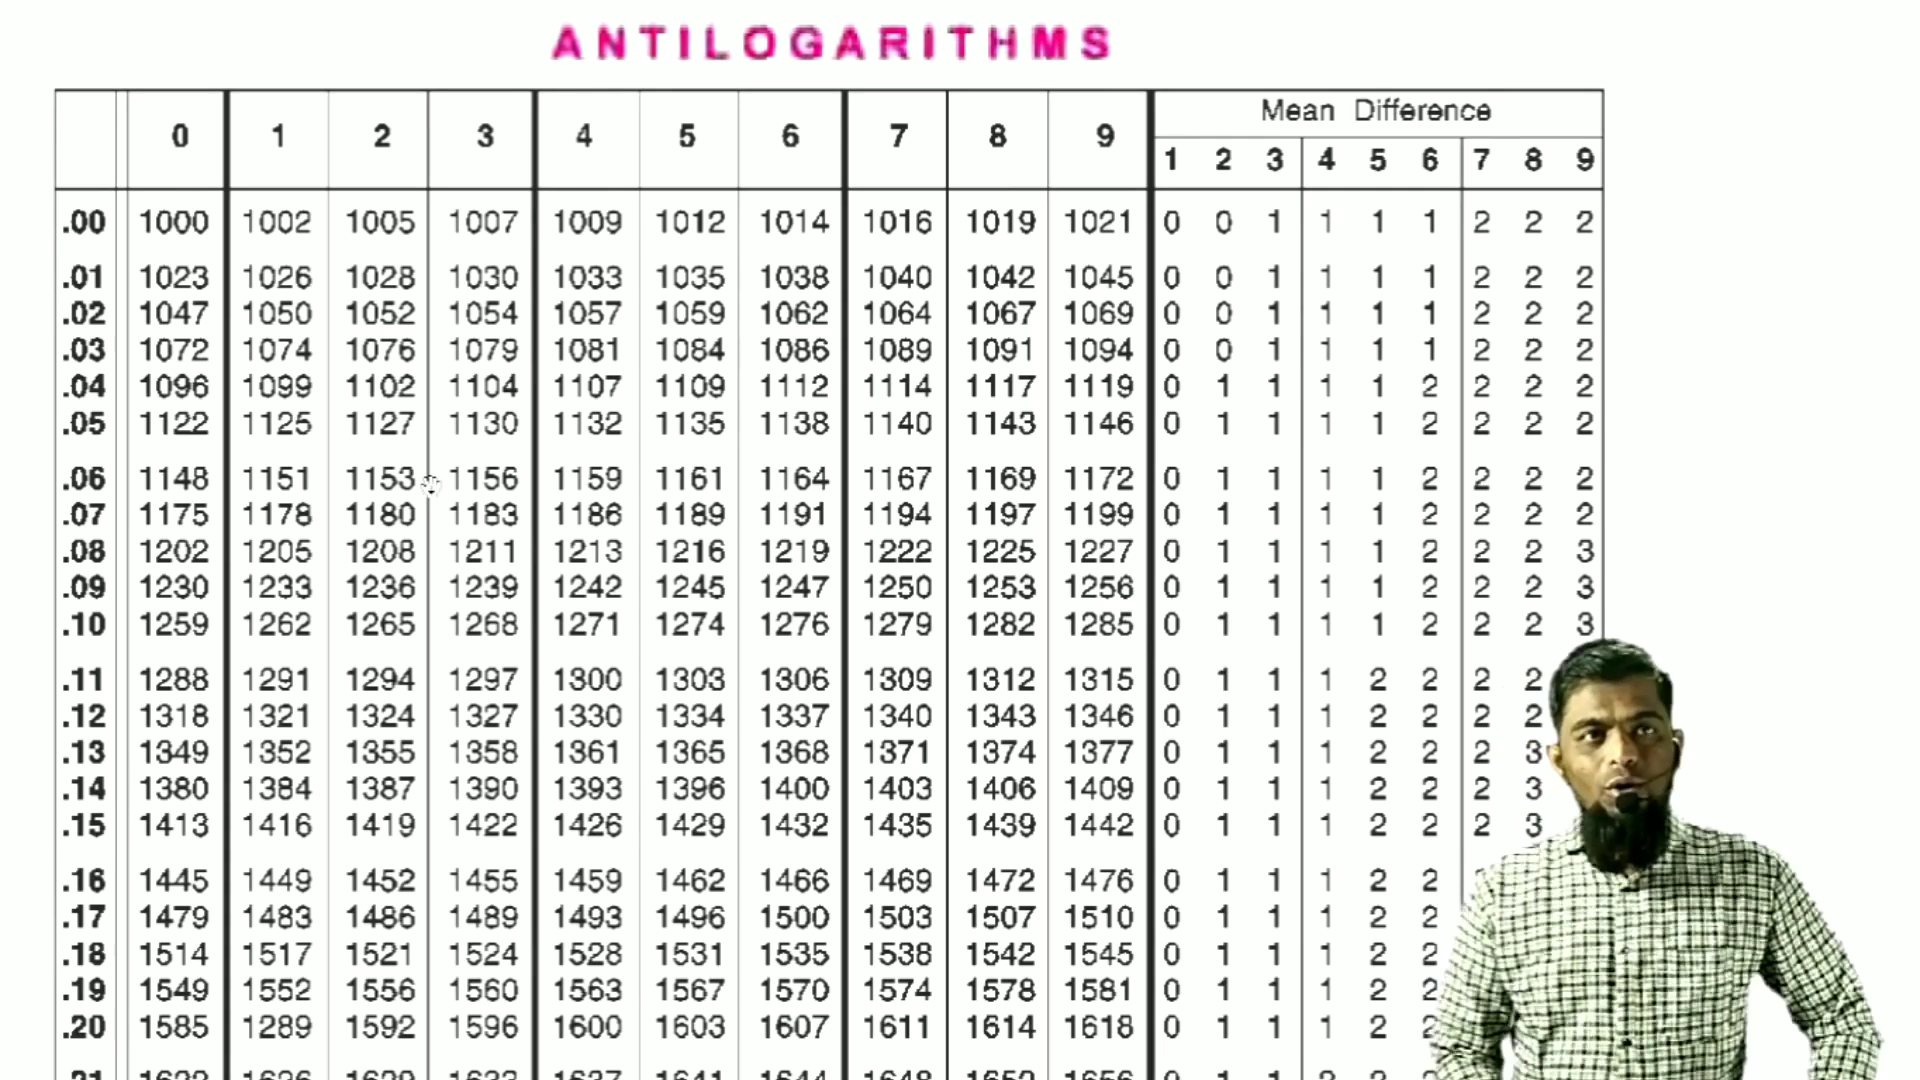 ANTILOGARITHMS
Mean Difference
0 1 2 3 4 5 6 7 8 9 1 2 3 4 5 6 7 8 9
.00 1000 1002 1005 1007 1009 1012 1014 1016 1019 1021 0 0 1 1 1 1 2 2 2
.01 1023 1026 1028 1030 1033 1035 1038 1040 1042 1045 0 0 1 1 1 1 2 2 2
.02 1047 1050 1052 1054 1057 1059 1062 1064 1067 1069 0 0 1 1 1 1 2 2 2
.03 1072 1074 1076 1079 1081 1084 1086 1089 1091 1094 0 0 1 1 1 1 2 2 2
.04 1096 1099 1102 1104 1107 1109 1112 1114 1117 1119 0 1 1 1 1 2 2 2 2
.05 1122 1125 1127 1130 1132 1135 1138 1140 1143 1146 0 1 1 1 1 2 2 2 2
.06 1148 1151 1153 1156 1159 1161 1164 1167 1169 1172 0 1 1 1 1 2 2 2 2
.07 1175 1178 1180 1183 1186 1189 1191 1194 1197 1199 0 1 1 1 1 2 2 2 2
.08 1202 1205 1208 1211 1213 1216 1219 1222 1225 1227 0 1 1 1 1 2 2 2 3
.09 1230 1233 1236 1239 1242 1245 1247 1250 1253 1256 0 1 1 1 1 2 2 2 3
.10 1259 1262 1265 1268 1271 1274 1276 1279 1282 1285 0 1 1 1 1 2 2 2 3
.11 1288 1291 1294 1297 1300 1303 1306 1309 1312 1315 0 1 1 1 2 2 2 2
.12 1318 1321 1324 1327 1330 1334 1337 1340 1343 1346 0 1 1 1 2 2 2 2
.13 1349 1352 1355 1358 1361 1365 1368 1371 1374 1377 0 1 1 1 2 2 2 3
.14 1380 1384 1387 1390 1393 1396 1400 1403 1406 1409 0 1 1 1 2 2 2 3
.15 1413 1416 1419 1422 1426 1429 1432 1435 1439 1442 0 1 1 1 2 2 2 3
.16 1445 1449 1452 1455 1459 1462 1466 1469 1472 1476 0 1 1 1 2 2
.17 1479 1483 1486 1489 1493 1496 1500 1503 1507 1510 0 1 1 1 2 2
.18 1514 1517 1521 1524 1528 1531 1535 1538 1542 1545 0 1 1 1 2 2
.19 1549 1552 1556 1560 1563 1567 1570 1574 1578 1581 0 1 1 1 2 2
.20 1585 1289 1592 1596 1600 1603 1607 1611 1614 1618 0 1 1 1 2 2